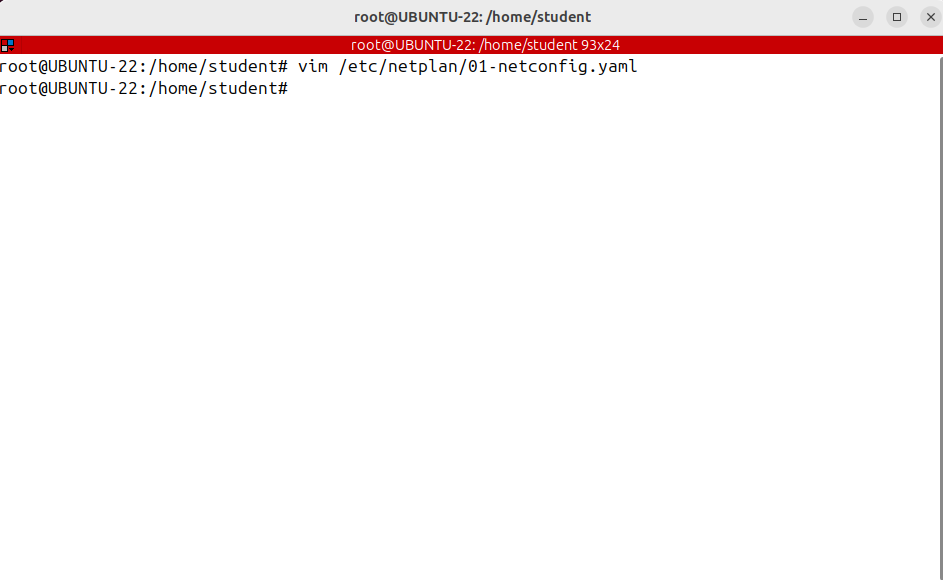 root@UBUNTU-22: /home/student
root@UBUNTU-22: /home/student 93x24
root@UBUNTU-22:/home/student# vim /etc/netplan/01-netconfig.yaml
root@UBUNTU-22:/home/student#